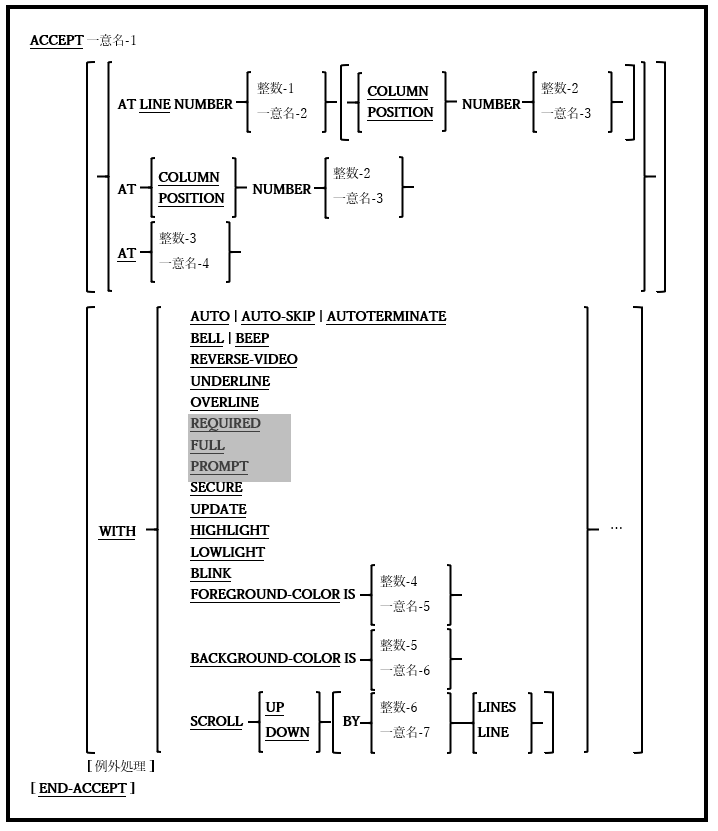 ACCEPT 一意名-1
整数-1
COLUMN
整数-2
AT LINE NUMBER
NUMBER
一意名-2
POSITION
一意名-3
COLUMN
整数-2
AT
NUMBER
POSITION
一意名-3
整数-3
AT
一意名-4
AUTO | AUTO-SKIP | AUTOTERMINATE
BELL | BEEP
REVERSE-VIDEO
UNDERLINE
OVERLINE
REQUIRED
FULL
PROMPT
SECURE
UPDATE
WITH
HIGHLIGHT
…
LOWLIGHT
BLINK
整数-4
FOREGROUND-COLOR IS
一意名-5
整数-5
BACKGROUND-COLOR IS
一意名-6
UP
整数-6
LINES
SCROLL
BY
DOWN
一意名-7
LINE
[ 例外処理 ]
[ END-ACCEPT ]